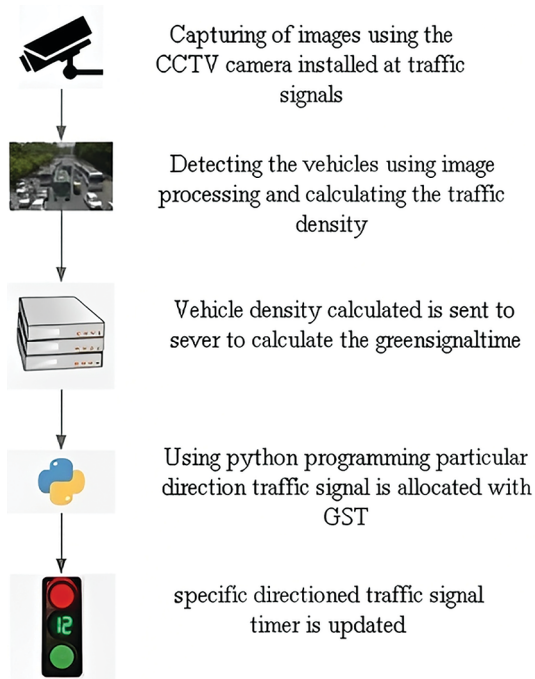 Capturing of images using the
CCTV camera installed at traffic
signals
Detecting the vehicles using image
processing and calculating the traffic
density
Vehicle density calculated is sent to
sever to calculate the greensignaltime
Using python programming particular
direction traffic signal is allocated with
GST
12
specific directioned traffic signal
timer is updated